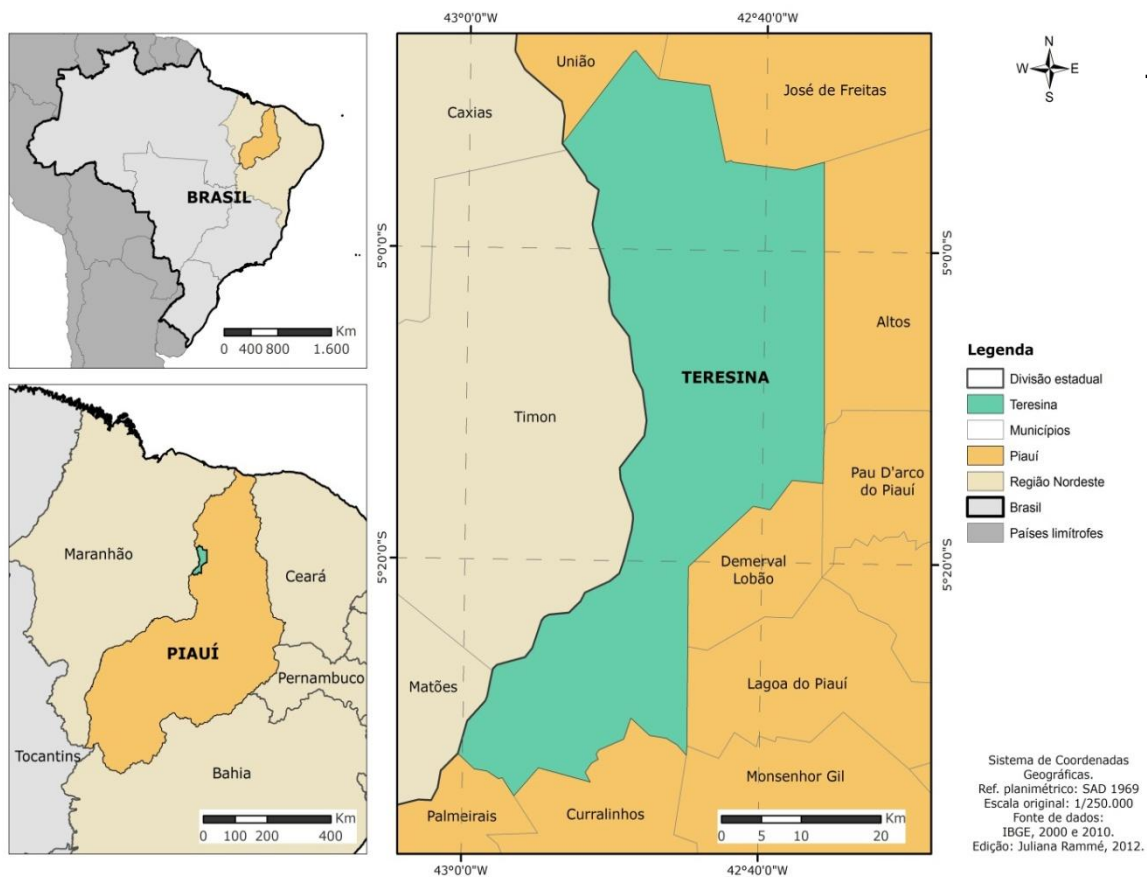 BRASIL
Km
0 400 800 1.600
Maranhão
Ceará
PIAUÍ
Pernambuco
Tocantins
Bahia
Km
0 100 200 400
43°0'0"W 42°40'0"W
União
José de Freitas
Caxias
5°0'0"S 5°0'0"S
Altos
TERESINA
Timon
Pau D'arco
do Piauí
5°20'0"S 5°20'0"S
Demerval
Lobão
Matões
Lagoa do Piauí
Monsenhor Gil
Palmeirais
Curralinhos
Km
0 5 10 20
43°0'0"W 42°40'0"W
N
W E
S
Legenda
Divisão estadual
Teresina
Municípios
Piauí
Região Nordeste
Brasil
Países limítrofes
Sistema de Coordenadas
Geográficas.
Ref. planimétrico: SAD 1969
Escala original: 1/250.000
Fonte de dados:
IBGE, 2000 e 2010.
Edição: Juliana Rammé, 2012.